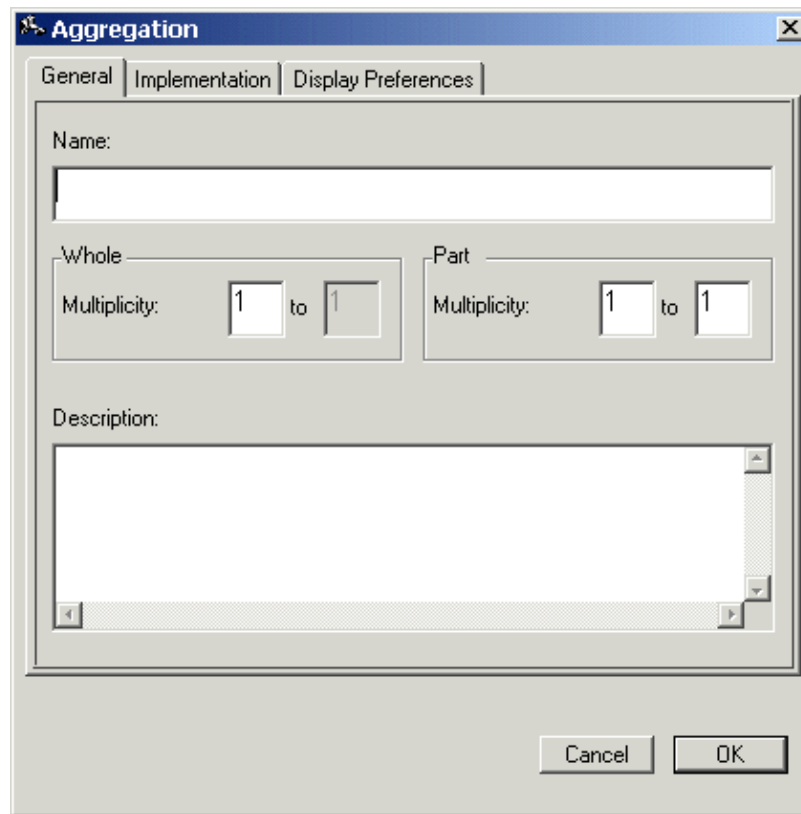 Aggregation
General Implementation Display Preferences
Name:
Whole Part
Multiplicity: 1 to 1 Multiplicity: 1 to 1
Description:
Cancel OK